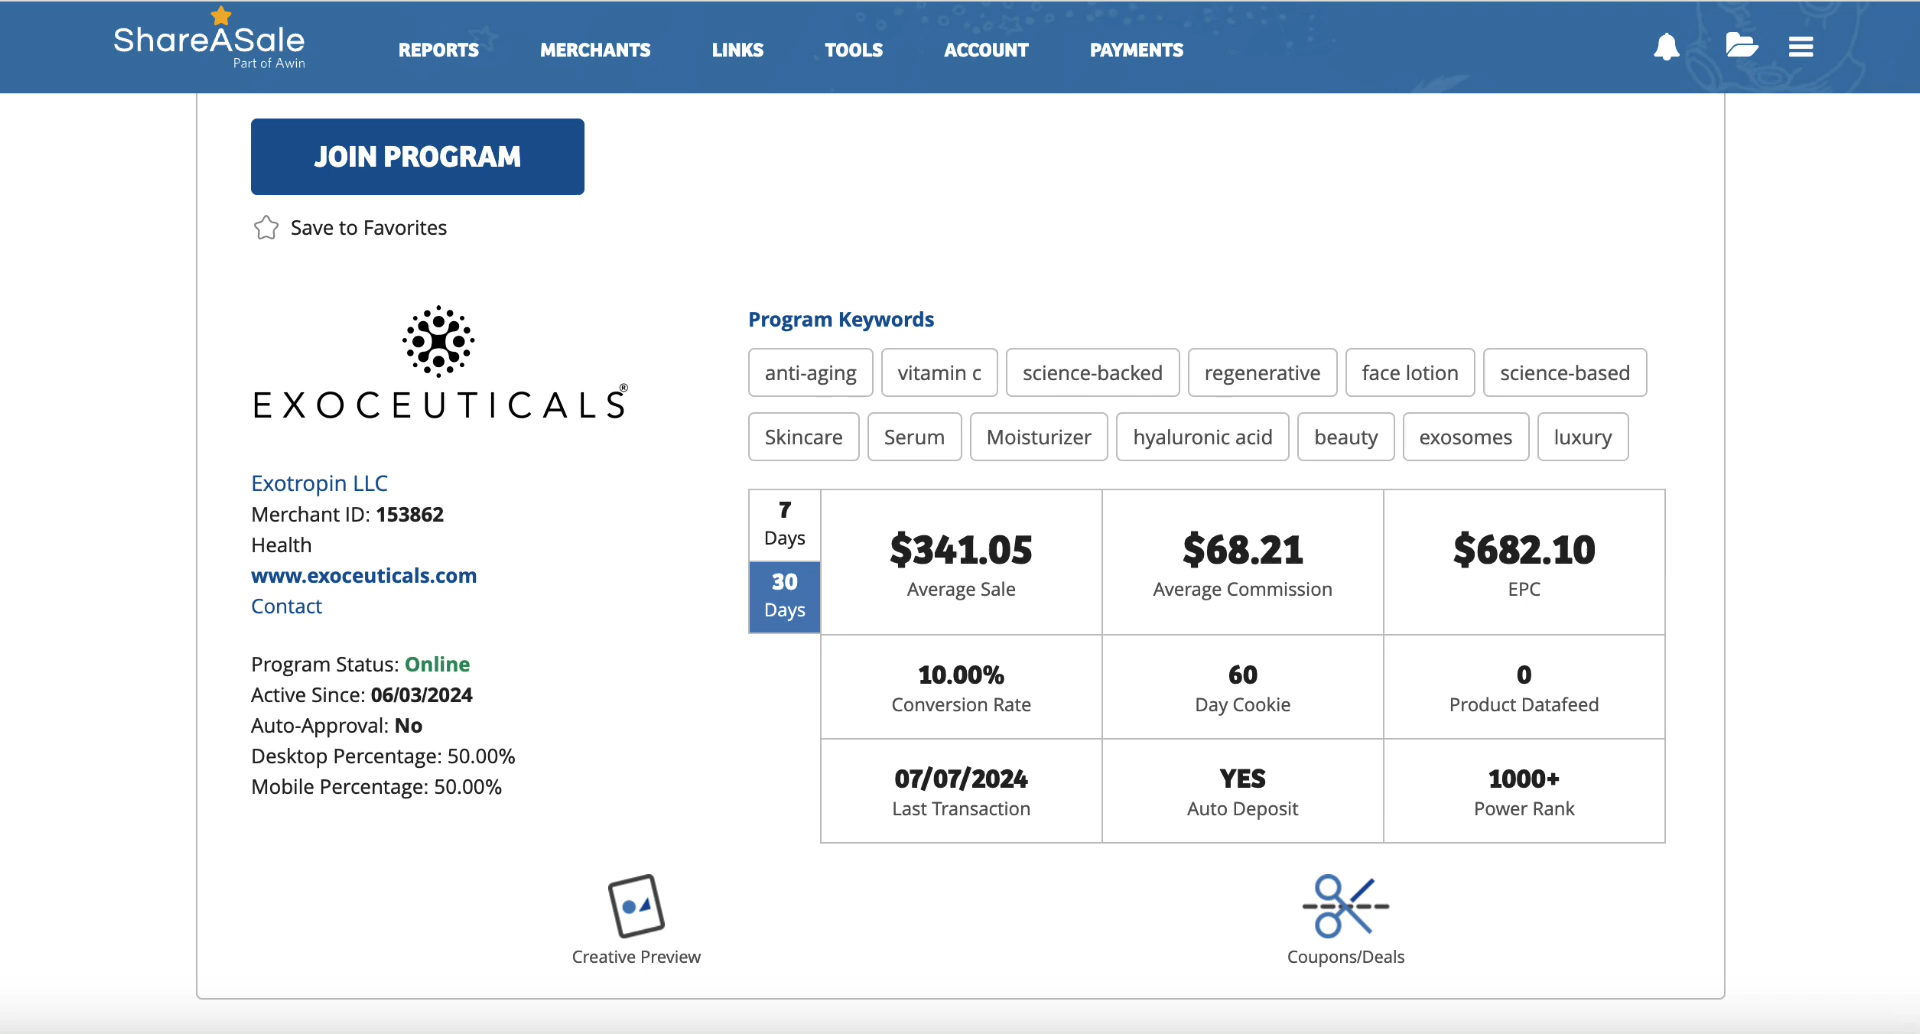 ShareASale
Part of Awin
REPORTS MERCHANTS LINKS TOOLS ACCOUNT PAYMENTS
JOIN PROGRAM
Save to Favorites
EXOCEUTICALS®
Exotropin LLC
Merchant ID: 153862
Health
www.exoceuticals.com
Contact
Program Status: Online
Active Since: 06/03/2024
Auto-Approval: No
Desktop Percentage: 50.00%
Mobile Percentage: 50.00%
Program Keywords
anti-aging vitamin c science-backed regenerative face lotion science-based
Skincare Serum Moisturizer hyaluronic acid beauty exosomes luxury
7
Days
30
Days
$341.05
Average Sale
$68.21
Average Commission
$682.10
EPC
10.00%
Conversion Rate
60
Day Cookie
0
Product Datafeed
07/07/2024
Last Transaction
YES
Auto Deposit
1000+
Power Rank
Creative Preview
Coupons/Deals